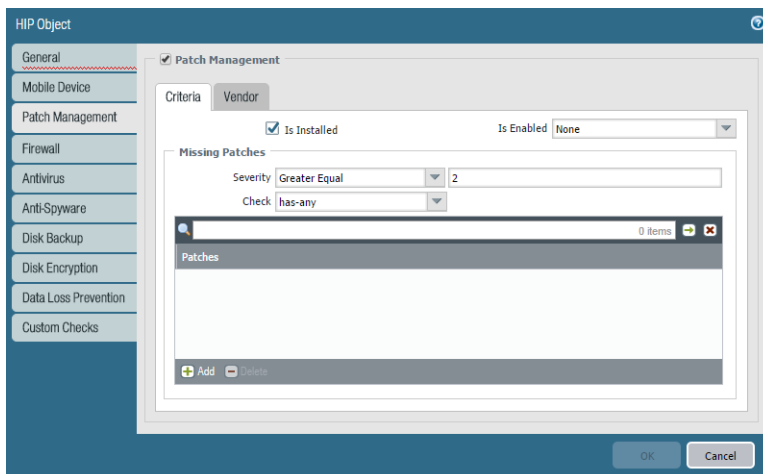 HIP Object
General
Mobile Device
Patch Management
Firewall
Antivirus
Anti-Spyware
Disk Backup
Disk Encryption
Data Loss Prevention
Custom Checks
Patch Management
Criteria Vendor
Is Installed Is Enabled None
Missing Patches
Severity Greater Equal 2
Check has-any
0 items
Patches
Add Delete
OK Cancel